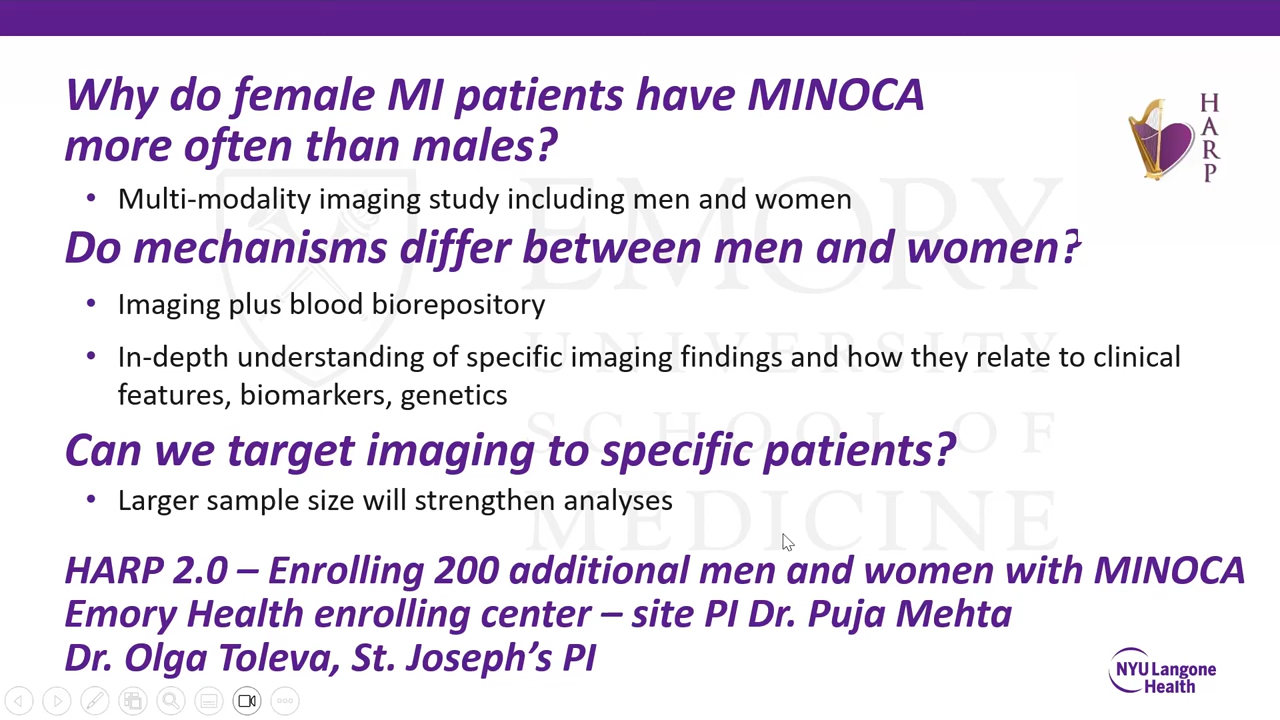 Why do female MI patients have MINOCA
more often than males?
• Multi-modality imaging study including men and women
Do mechanisms differ between men and women?
• Imaging plus blood biorepository
• In-depth understanding of specific imaging findings and how they relate to clinical
features, biomarkers, genetics
Can we target imaging to specific patients?
• Larger sample size will strengthen analyses
HARP 2.0 – Enrolling 200 additional men and women with MINOCA
Emory Health enrolling center – site PI Dr. Puja Mehta
Dr. Olga Toleva, St. Joseph’s PI
HARP
NYU Langone
Health
EMORY
UNIVERSITY
SCHOOL OF
MEDICINE